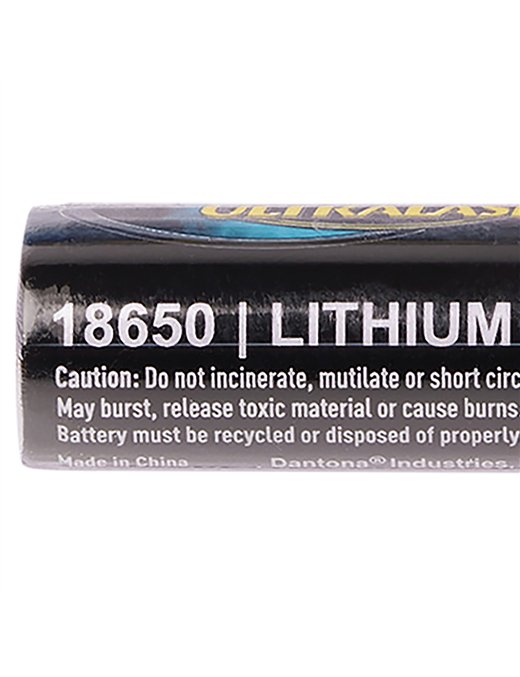 ULTRALAS
18650 | LITHIUM
Caution: Do not incinerate, mutilate or short circ
May burst, release toxic material or cause burns
Battery must be recycled or disposed of properly
Made in China Dantona® Industries,